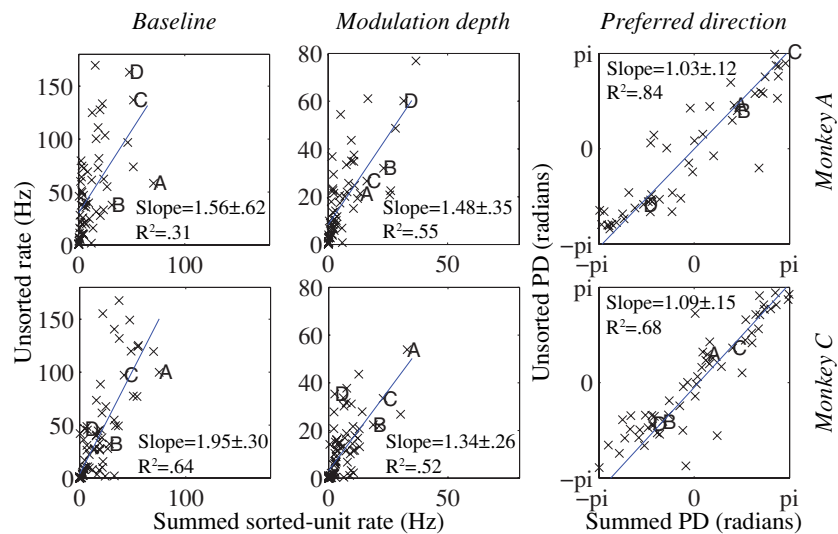 Baseline Modulation depth Preferred direction
150
100
50
0
0 100
D
C
A
B
Slope=1.56±.62
R²=.31
80
60
40
20
0
0 50
D
B
C
A
Slope=1.48±.35
R²=.55
pi
0
−pi
−pi 0 pi
C
Slope=1.03±.12
R²=.84
A
B
D
Monkey A
Unsorted rate (Hz)
Unsorted PD (radians)
150
100
50
0
0 100
C
A
M
B
Slope=1.95±.30
R²=.64
80
60
40
20
0
0 50
A
D
C
B
Slope=1.34±.26
R²=.52
pi
0
−pi
−pi 0 pi
Slope=1.09±.15
R²=.68
A
C
D
B
Monkey C
Summed sorted-unit rate (Hz) Summed PD (radians)